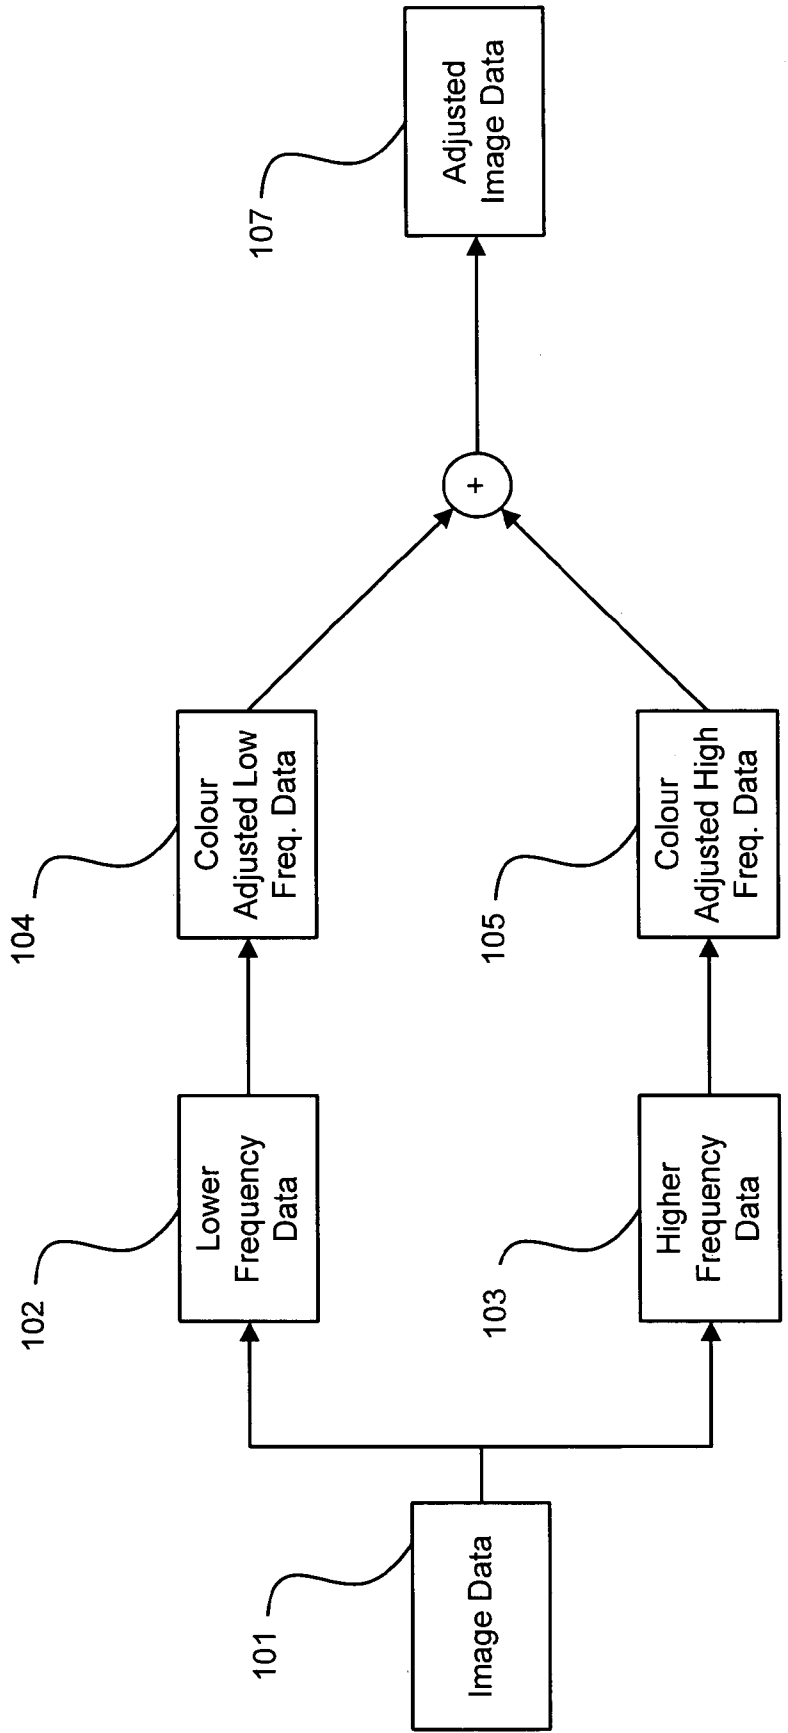 101
Image Data
102
Lower
Frequency
Data
103
Higher
Frequency
Data
104
Colour
Adjusted Low
Freq. Data
105
Colour
Adjusted High
Freq. Data
+
107
Adjusted
Image Data